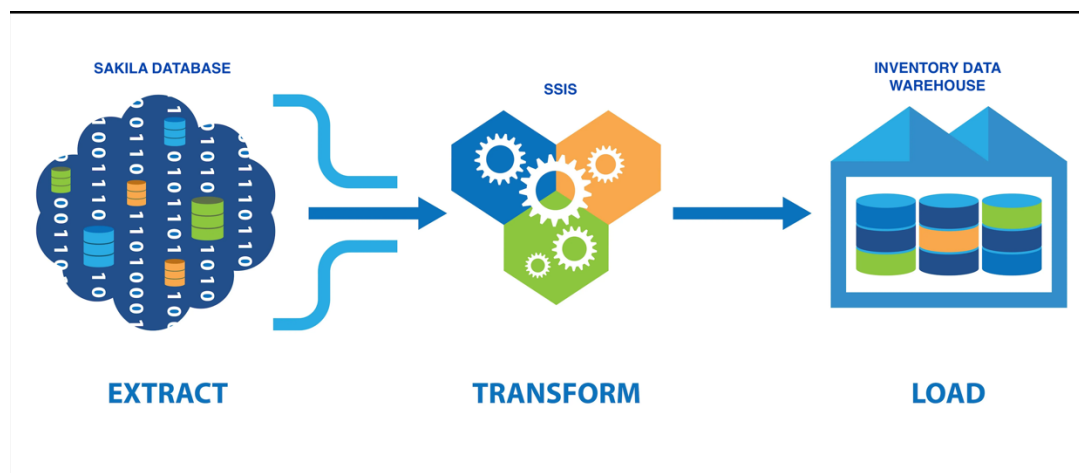 SAKILA DATABASE
SSIS
INVENTORY DATA
WAREHOUSE
EXTRACT
TRANSFORM
LOAD